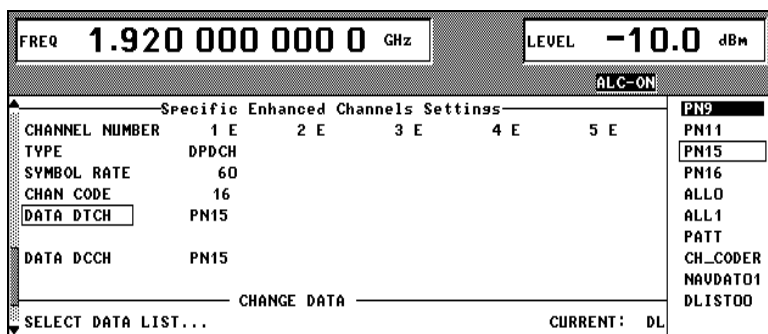 FREQ 1.920 000 000 0 GHz LEVEL -10.0 dBm
ALC-ON
Specific Enhanced Channels Settings
CHANNEL NUMBER 1 E 2 E 3 E 4 E 5 E
TYPE DPDCH
SYMBOL RATE 60
CHAN CODE 16
DATA DTCH PN15
DATA DCCH PN15
CHANGE DATA
SELECT DATA LIST... CURRENT: DL
PN9
PN11
PN15
PN16
ALL0
ALL1
PATT
CH_CODER
NAVDAT01
DLIST00